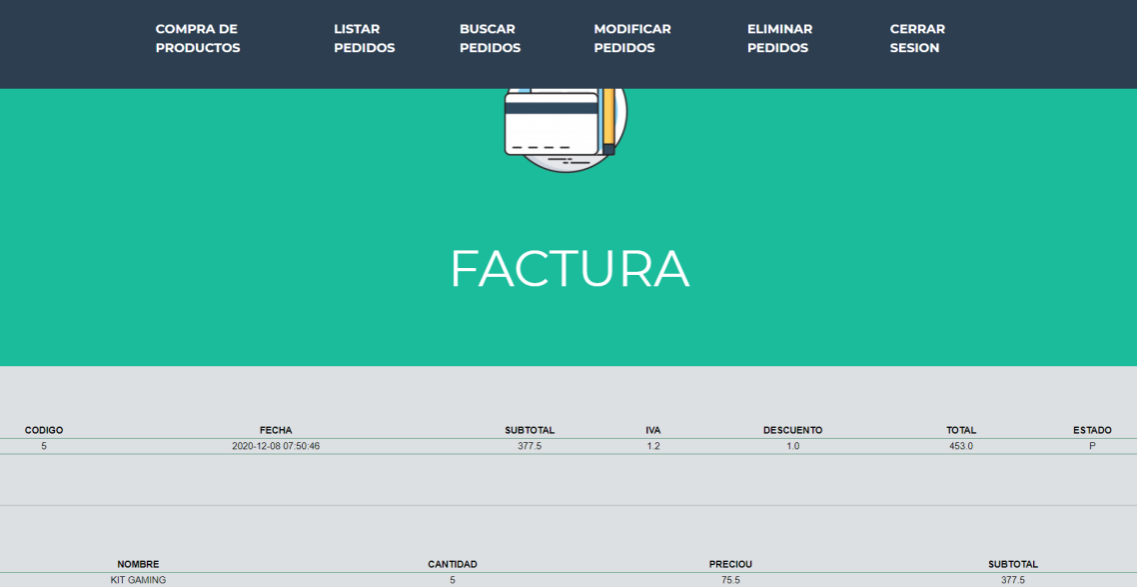 COMPRA DE PRODUCTOS
LISTAR PEDIDOS
BUSCAR PEDIDOS
MODIFICAR PEDIDOS
ELIMINAR PEDIDOS
CERRAR SESION
FACTURA
CODIGO FECHA SUBTOTAL IVA DESCUENTO TOTAL ESTADO
5 2020-12-08 07:50:46 377.5 1.2 1.0 453.0 P
NOMBRE CANTIDAD PRECIOU SUBTOTAL
KIT GAMING 5 75.5 377.5